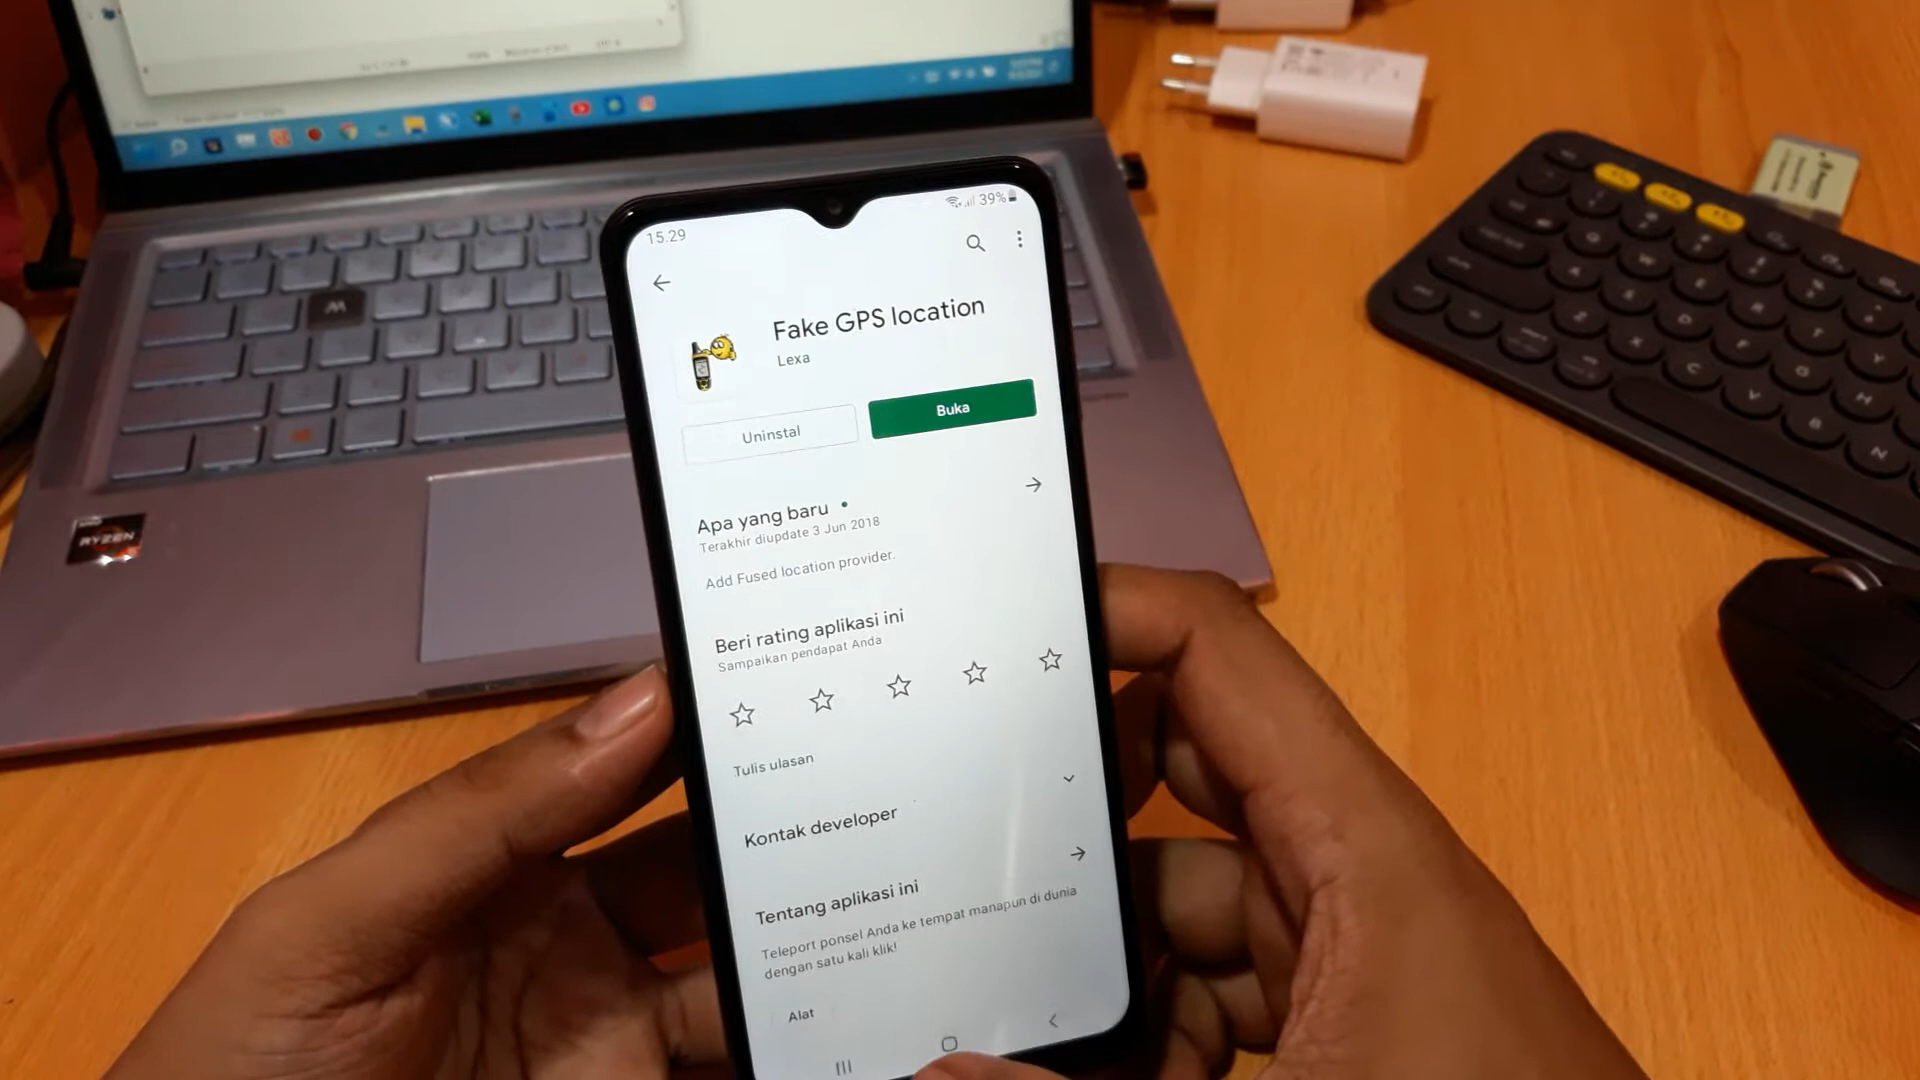 15.29
39%
Fake GPS location
Lexa
Uninstal
Buka
Apa yang baru
Terakhir diupdate 3 Jun 2018
Add Fused location provider.
Beri rating aplikasi ini
Sampaikan pendapat Anda
Tulis ulasan
Kontak developer
Tentang aplikasi ini
Teleport ponsel Anda ke tempat manapun di dunia
dengan satu kali klik!
Alat
RYZEN